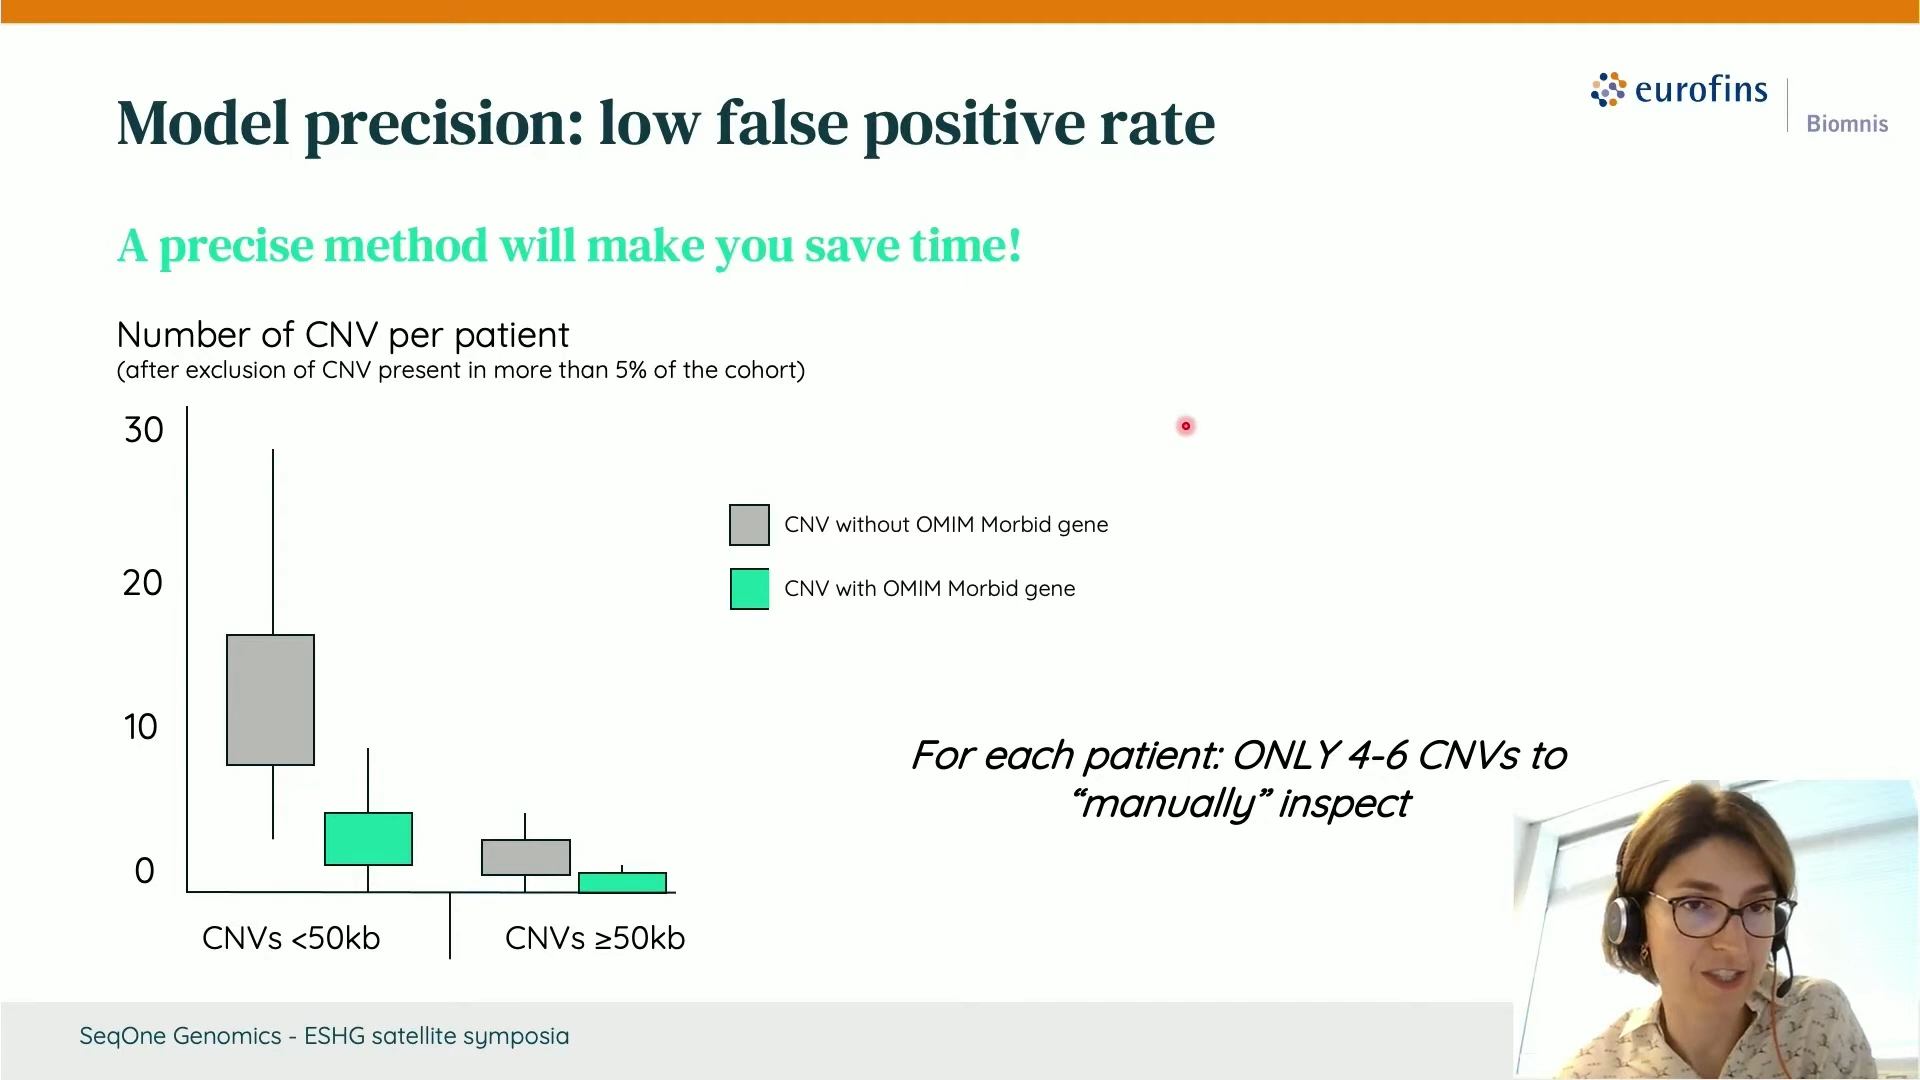 Model precision: low false positive rate
eurofins
Biomnis
A precise method will make you save time!
Number of CNV per patient
(after exclusion of CNV present in more than 5% of the cohort)
30
20
10
0
CNV without OMIM Morbid gene
CNV with OMIM Morbid gene
For each patient: ONLY 4-6 CNVs to
“manually” inspect
CNVs <50kb
CNVs ≥50kb
SeqOne Genomics - ESHG satellite symposia